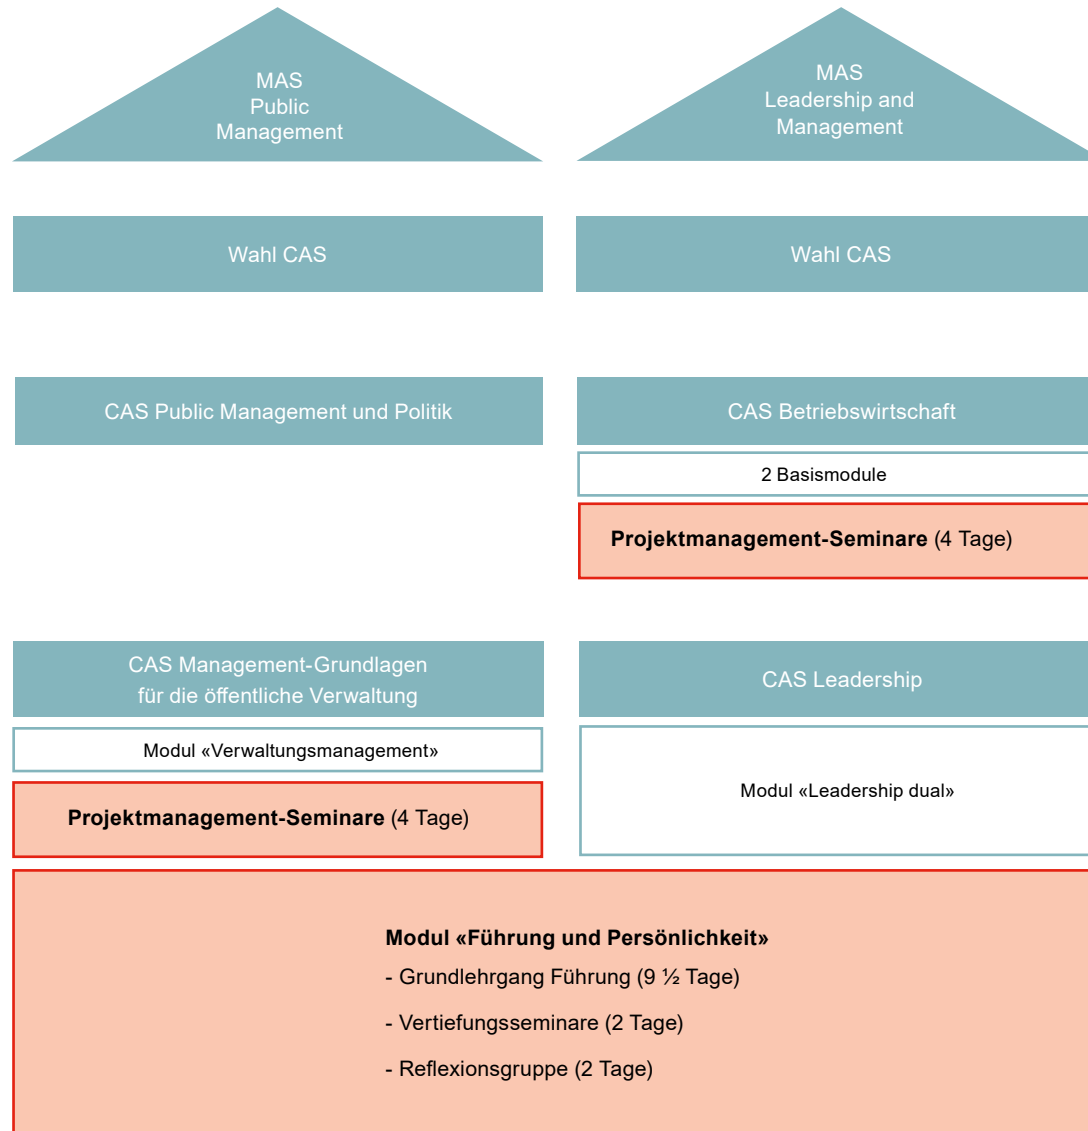 MAS
Public
Management
MAS
Leadership and
Management
Wahl CAS
Wahl CAS
CAS Public Management und Politik
CAS Betriebswirtschaft
2 Basismodule
Projektmanagement-Seminare (4 Tage)
CAS Management-Grundlagen
für die öffentliche Verwaltung
CAS Leadership
Modul «Verwaltungsmanagement»
Projektmanagement-Seminare (4 Tage)
Modul «Leadership dual»
Modul «Führung und Persönlichkeit»
- Grundlehrgang Führung (9 ½ Tage)
- Vertiefungsseminare (2 Tage)
- Reflexionsgruppe (2 Tage)